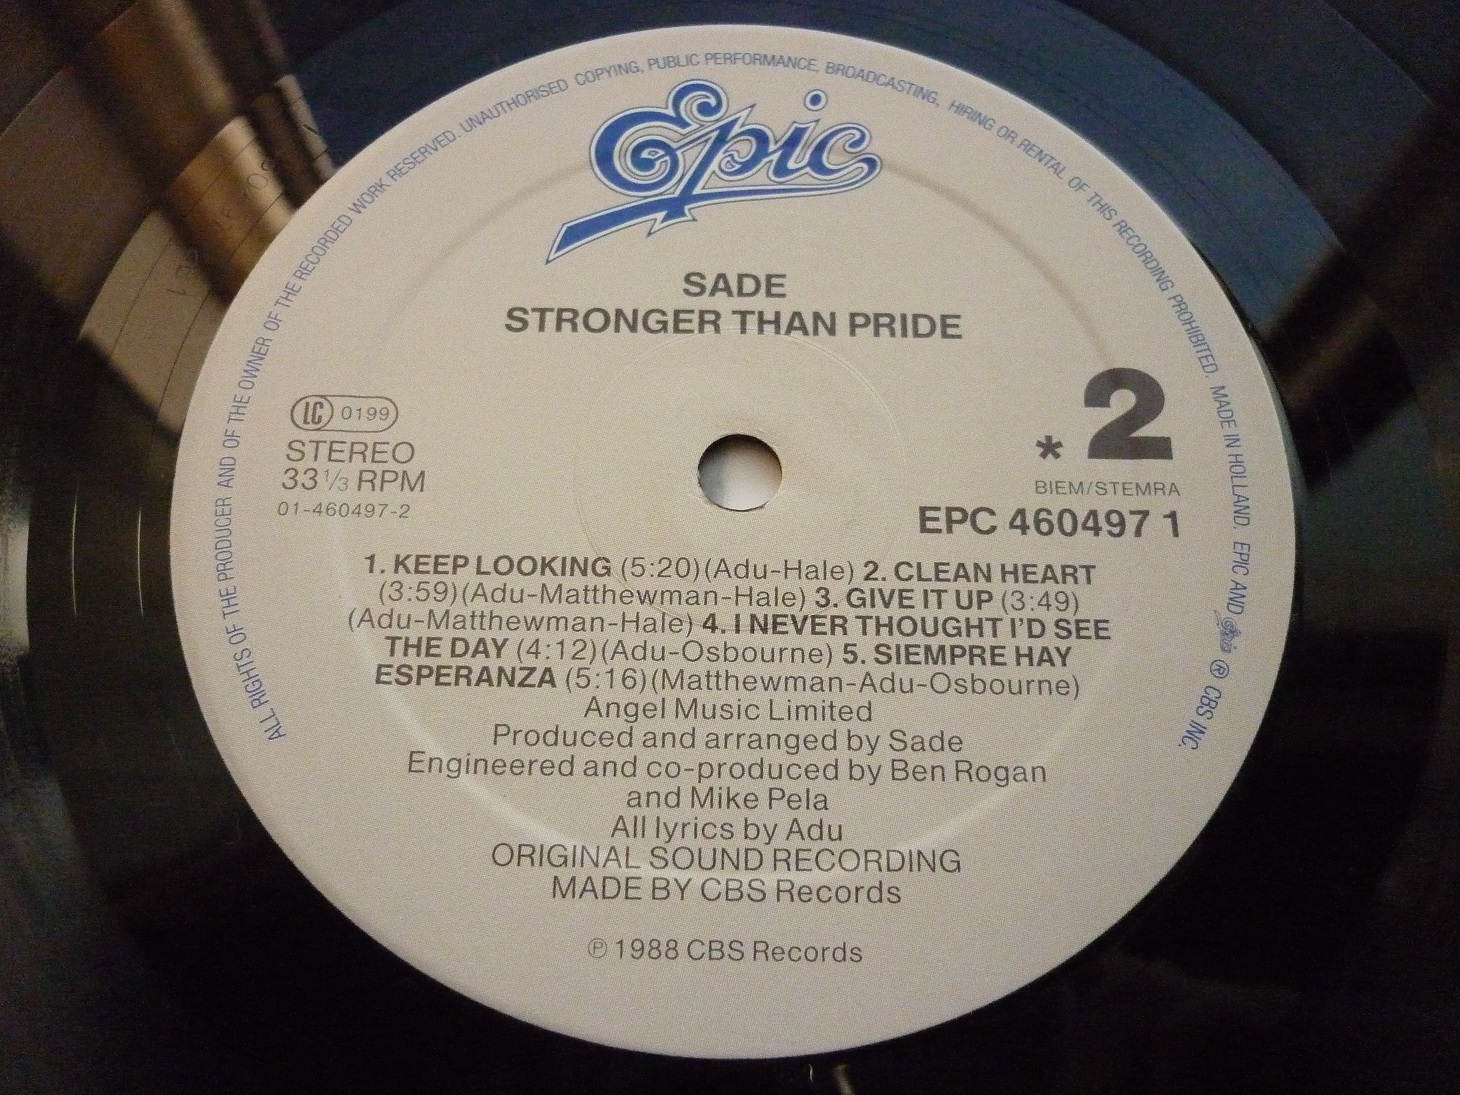 ALL RIGHTS OF THE PRODUCER AND OF THE OWNER OF THE RECORDED WORK RESERVED. UNAUTHORISED COPYING, PUBLIC PERFORMANCE, BROADCASTING, HIRING OR RENTAL OF THIS RECORDING PROHIBITED. MADE IN HOLLAND. EPIC AND Epic ® CBS INC.
Epic
SADE
STRONGER THAN PRIDE
LC 0199
STEREO
33 1/3 RPM
01-460497-2
* 2
BIEM/STEMRA
EPC 460497 1
1. KEEP LOOKING (5:20)(Adu-Hale) 2. CLEAN HEART
(3:59)(Adu-Matthewman-Hale) 3. GIVE IT UP (3:49)
(Adu-Matthewman-Hale) 4. I NEVER THOUGHT I'D SEE
THE DAY (4:12)(Adu-Osbourne) 5. SIEMPRE HAY
ESPERANZA (5:16)(Matthewman-Adu-Osbourne)
Angel Music Limited
Produced and arranged by Sade
Engineered and co-produced by Ben Rogan
and Mike Pela
All lyrics by Adu
ORIGINAL SOUND RECORDING
MADE BY CBS Records
℗ 1988 CBS Records